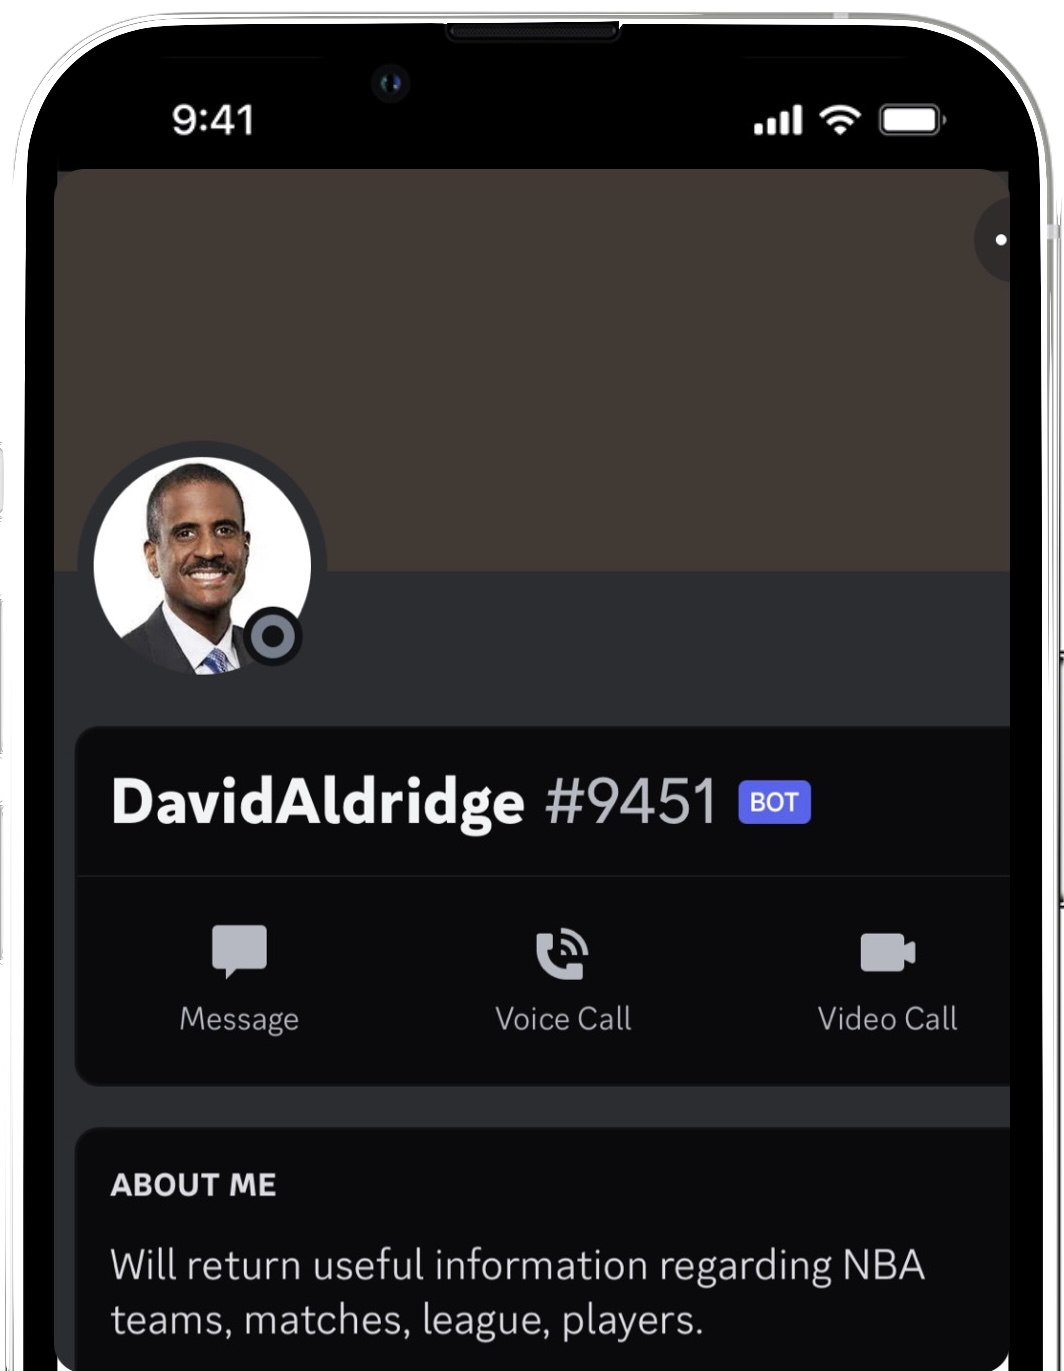 9:41
DavidAldridge #9451 BOT
Message
Voice Call
Video Call
ABOUT ME
Will return useful information regarding NBA
teams, matches, league, players.